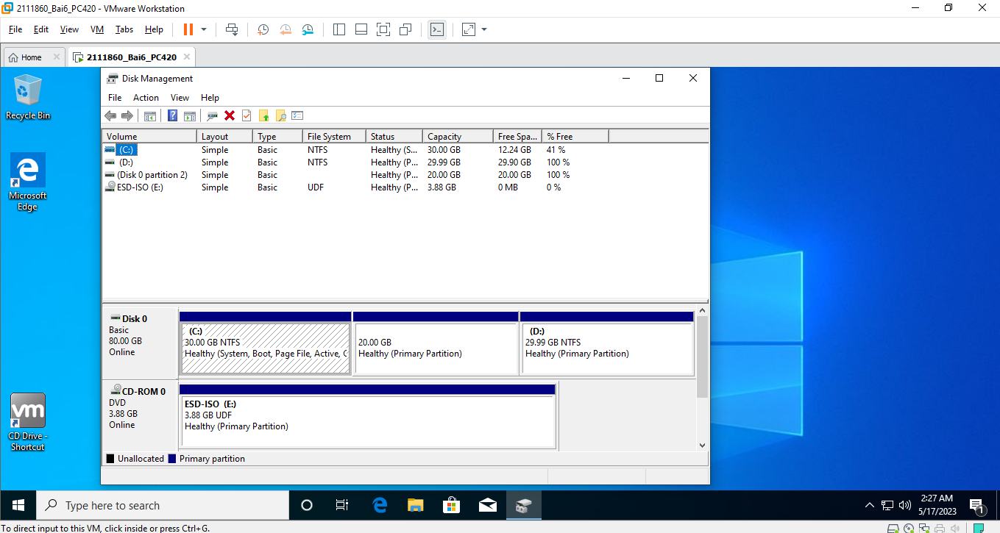 2111860_Bai6_PC420 - VMware Workstation
File Edit View VM Tabs Help
Home 2111860_Bai6_PC420
Recycle Bin
Microsoft
Edge
vm
CD Drive -
Shortcut
Disk Management
File Action View Help
Volume Layout Type File System Status Capacity Free Spa... % Free
(C:) Simple Basic NTFS Healthy (S... 30.00 GB 12.24 GB 41 %
(D:) Simple Basic NTFS Healthy (P... 29.99 GB 29.90 GB 100 %
(Disk 0 partition 2) Simple Basic Healthy (P... 20.00 GB 20.00 GB 100 %
ESD-ISO (E:) Simple Basic UDF Healthy (P... 3.88 GB 0 MB 0 %
Disk 0
Basic
80.00 GB
Online
(C:)
30.00 GB NTFS
Healthy (System, Boot, Page File, Active, C
20.00 GB
Healthy (Primary Partition)
(D:)
29.99 GB NTFS
Healthy (Primary Partition)
CD-ROM 0
DVD
3.88 GB
Online
ESD-ISO (E:)
3.88 GB UDF
Healthy (Primary Partition)
Unallocated Primary partition
Type here to search
2:27 AM
5/17/2023
1
To direct input to this VM, click inside or press Ctrl+G.